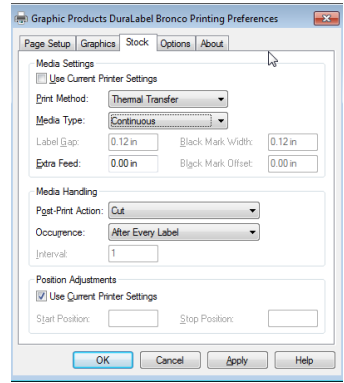 Graphic Products DuraLabel Bronco Printing Preferences
Page Setup Graphics Stock Options About
Media Settings
Use Current Printer Settings
Print Method: Thermal Transfer
Media Type: Continuous
Label Gap: 0.12 in Black Mark Width: 0.12 in
Extra Feed: 0.00 in Black Mark Offset: 0.00 in
Media Handling
Post-Print Action: Cut
Occurrence: After Every Label
Interval: 1
Position Adjustments
Use Current Printer Settings
Start Position: Stop Position:
OK Cancel Apply Help